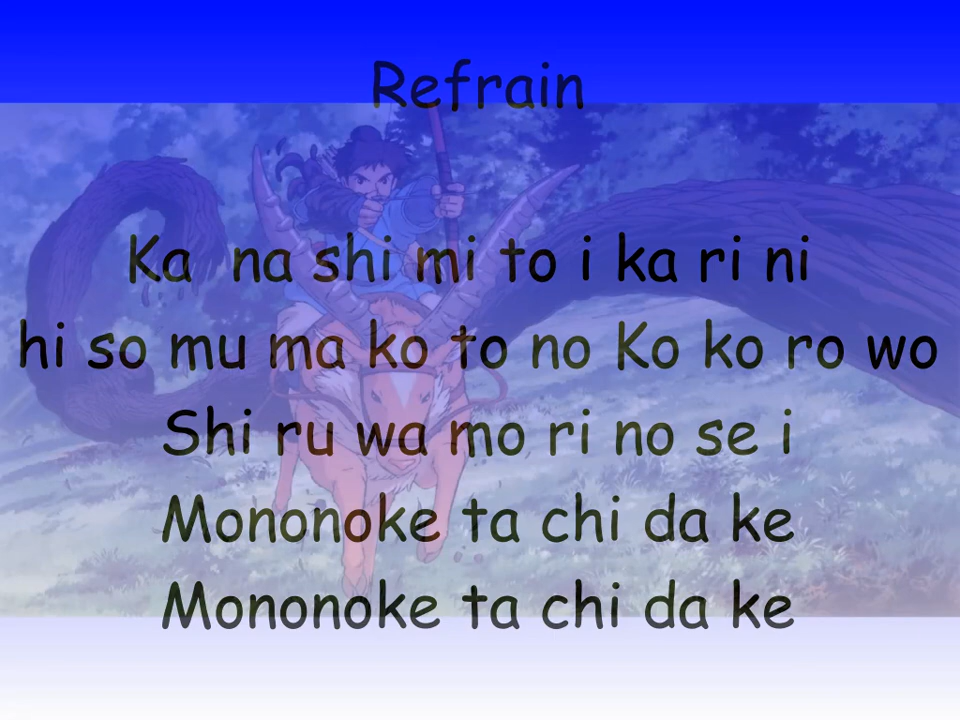 Refrain
Ka na shi mi to i ka ri ni
hi so mu ma ko to no Ko ko ro wo
Shi ru wa mo ri no se i
Mononoke ta chi da ke
Mononoke ta chi da ke